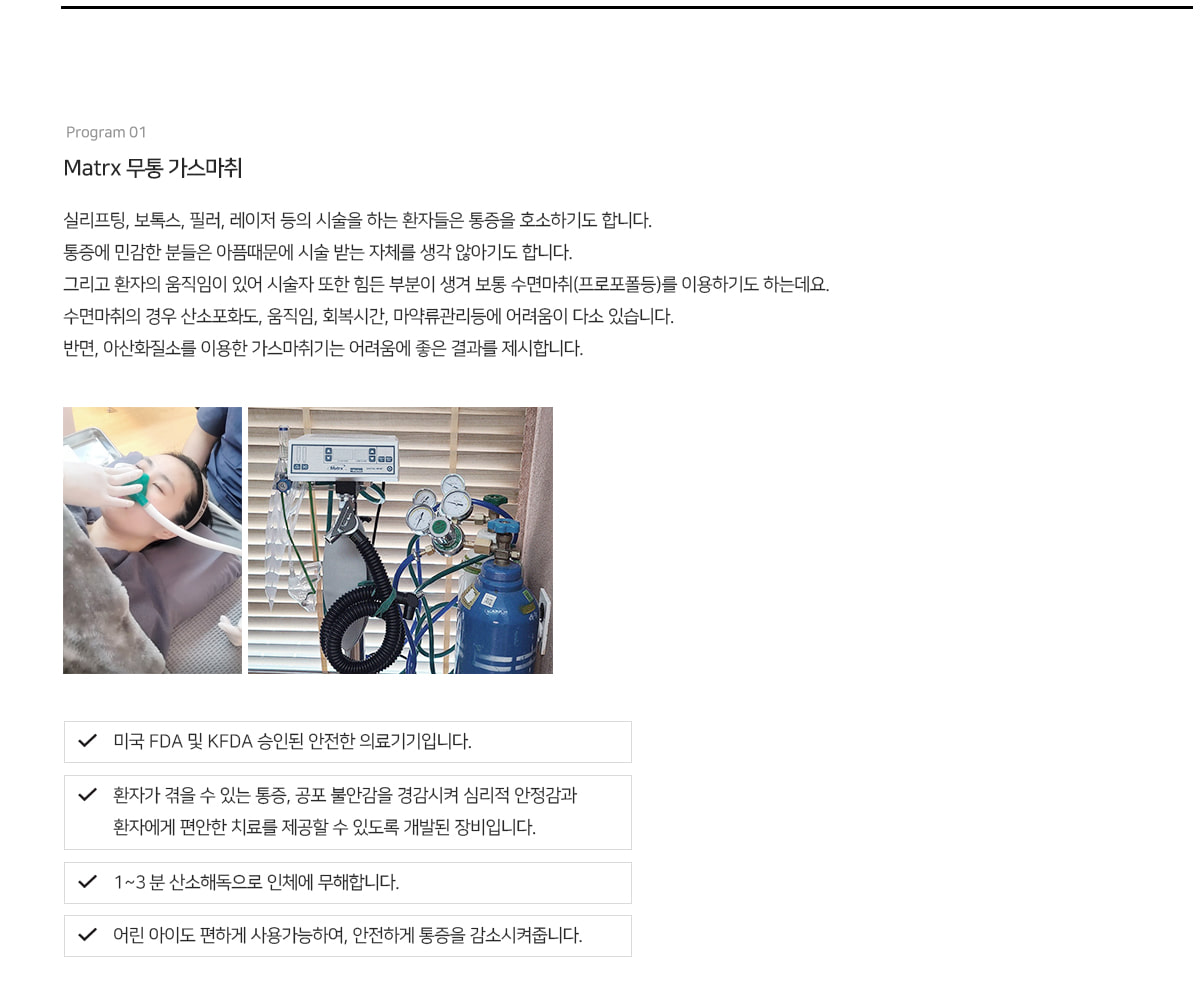 Program 01
Matrx 무통 가스마취
실리프팅, 보톡스, 필러, 레이저 등의 시술을 하는 환자들은 통증을 호소하기도 합니다.
통증에 민감한 분들은 아픔때문에 시술 받는 자체를 생각 않아기도 합니다.
그리고 환자의 움직임이 있어 시술자 또한 힘든 부분이 생겨 보통 수면마취(프로포폴등)를 이용하기도 하는데요.
수면마취의 경우 산소포화도, 움직임, 회복시간, 마약류관리등에 어려움이 다소 있습니다.
반면, 아산화질소를 이용한 가스마취기는 어려움에 좋은 결과를 제시합니다.
Matrx
미국 FDA 및 KFDA 승인된 안전한 의료기기입니다.
환자가 겪을 수 있는 통증, 공포 불안감을 경감시켜 심리적 안정감과
환자에게 편안한 치료를 제공할 수 있도록 개발된 장비입니다.
1~3 분 산소해독으로 인체에 무해합니다.
어린 아이도 편하게 사용가능하여, 안전하게 통증을 감소시켜줍니다.